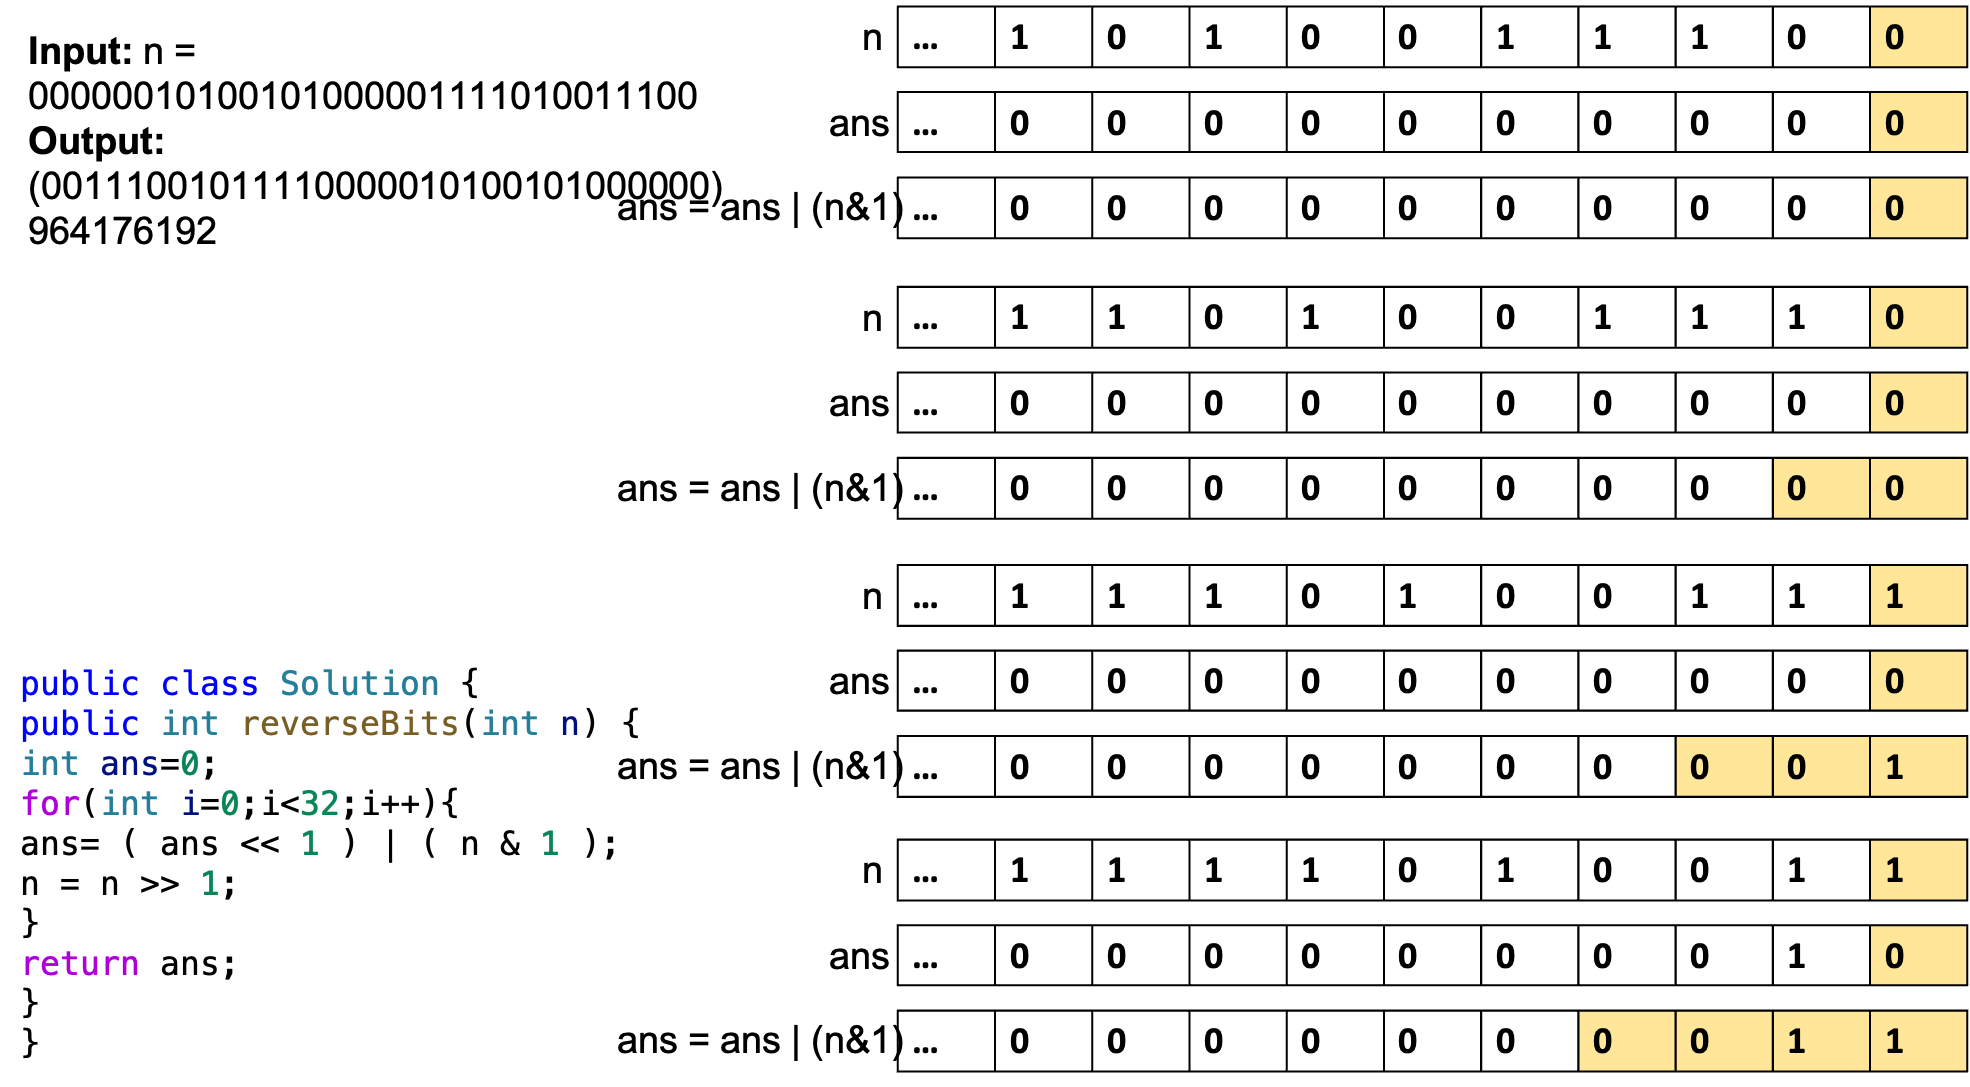 Input: n =
00000010100101000001111010011100
Output:
(00111001011110000010100101000000)
964176192
public class Solution {
public int reverseBits(int n) {
int ans=0;
for(int i=0;i<32;i++){
ans= ( ans << 1 ) | ( n & 1 );
n = n >> 1;
}
return ans;
}
}
n ... 1 0 1 0 0 1 1 1 0 0
ans ... 0 0 0 0 0 0 0 0 0 0
ans = ans | (n&1) ... 0 0 0 0 0 0 0 0 0 0
n ... 1 1 0 1 0 0 1 1 1 0
ans ... 0 0 0 0 0 0 0 0 0 0
ans = ans | (n&1) ... 0 0 0 0 0 0 0 0 0 0
n ... 1 1 1 0 1 0 0 1 1 1
ans ... 0 0 0 0 0 0 0 0 0 0
ans = ans | (n&1) ... 0 0 0 0 0 0 0 0 0 1
n ... 1 1 1 1 0 1 0 0 1 1
ans ... 0 0 0 0 0 0 0 0 1 0
ans = ans | (n&1) ... 0 0 0 0 0 0 0 0 1 1